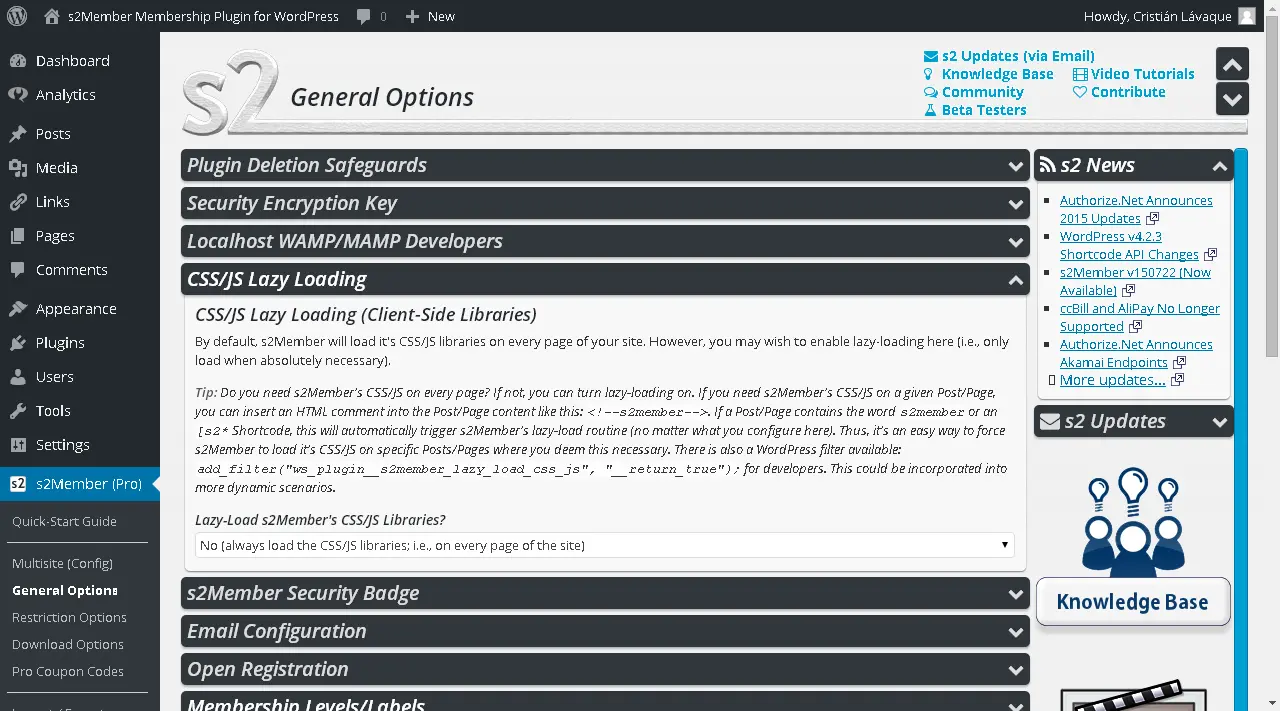 s2Member Membership Plugin for WordPress
0
New
Howdy, Cristián Lávaque
Dashboard
Analytics
Posts
Media
Links
Pages
Comments
Appearance
Plugins
Users
Tools
Settings
s2 s2Member (Pro)
Quick-Start Guide
Multisite (Config)
General Options
Restriction Options
Download Options
Pro Coupon Codes
s2
General Options
s2 Updates (via Email)
Knowledge Base
Video Tutorials
Community
Contribute
Beta Testers
Plugin Deletion Safeguards
Security Encryption Key
Localhost WAMP/MAMP Developers
CSS/JS Lazy Loading
CSS/JS Lazy Loading (Client-Side Libraries)
By default, s2Member will load it's CSS/JS libraries on every page of your site. However, you may wish to enable lazy-loading here (i.e., only
load when absolutely necessary).
Tip: Do you need s2Member's CSS/JS on every page? If not, you can turn lazy-loading on. If you need s2Member's CSS/JS on a given Post/Page,
you can insert an HTML comment into the Post/Page content like this: <!--s2member-->. If a Post/Page contains the word s2member or an
[s2* Shortcode, this will automatically trigger s2Member's lazy-load routine (no matter what you configure here). Thus, it's an easy way to force
s2Member to load it's CSS/JS on specific Posts/Pages where you deem this necessary. There is also a WordPress filter available:
add_filter("ws_plugin__s2member_lazy_load_css_js", "__return_true"); for developers. This could be incorporated into
more dynamic scenarios.
Lazy-Load s2Member's CSS/JS Libraries?
No (always load the CSS/JS libraries; i.e., on every page of the site)
s2Member Security Badge
Email Configuration
Open Registration
Membership Levels/Labels
s2 News
Authorize.Net Announces
2015 Updates
WordPress v4.2.3
Shortcode API Changes
s2Member v150722 (Now
Available)
ccBill and AliPay No Longer
Supported
Authorize.Net Announces
Akamai Endpoints
More updates...
s2 Updates
Knowledge Base